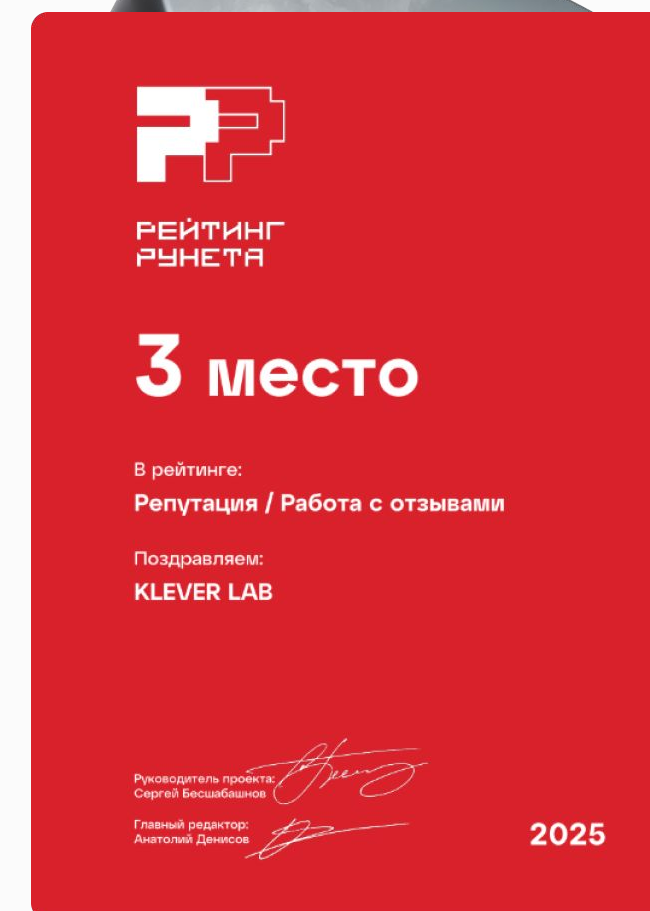 РЕЙТИНГ
РУНЕТА
3 место
В рейтинге:
Репутация / Работа с отзывами
Поздравляем:
KLEVER LAB
Руководитель проекта:
Сергей Бесшабашнов
Главный редактор:
Анатолий Денисов
2025